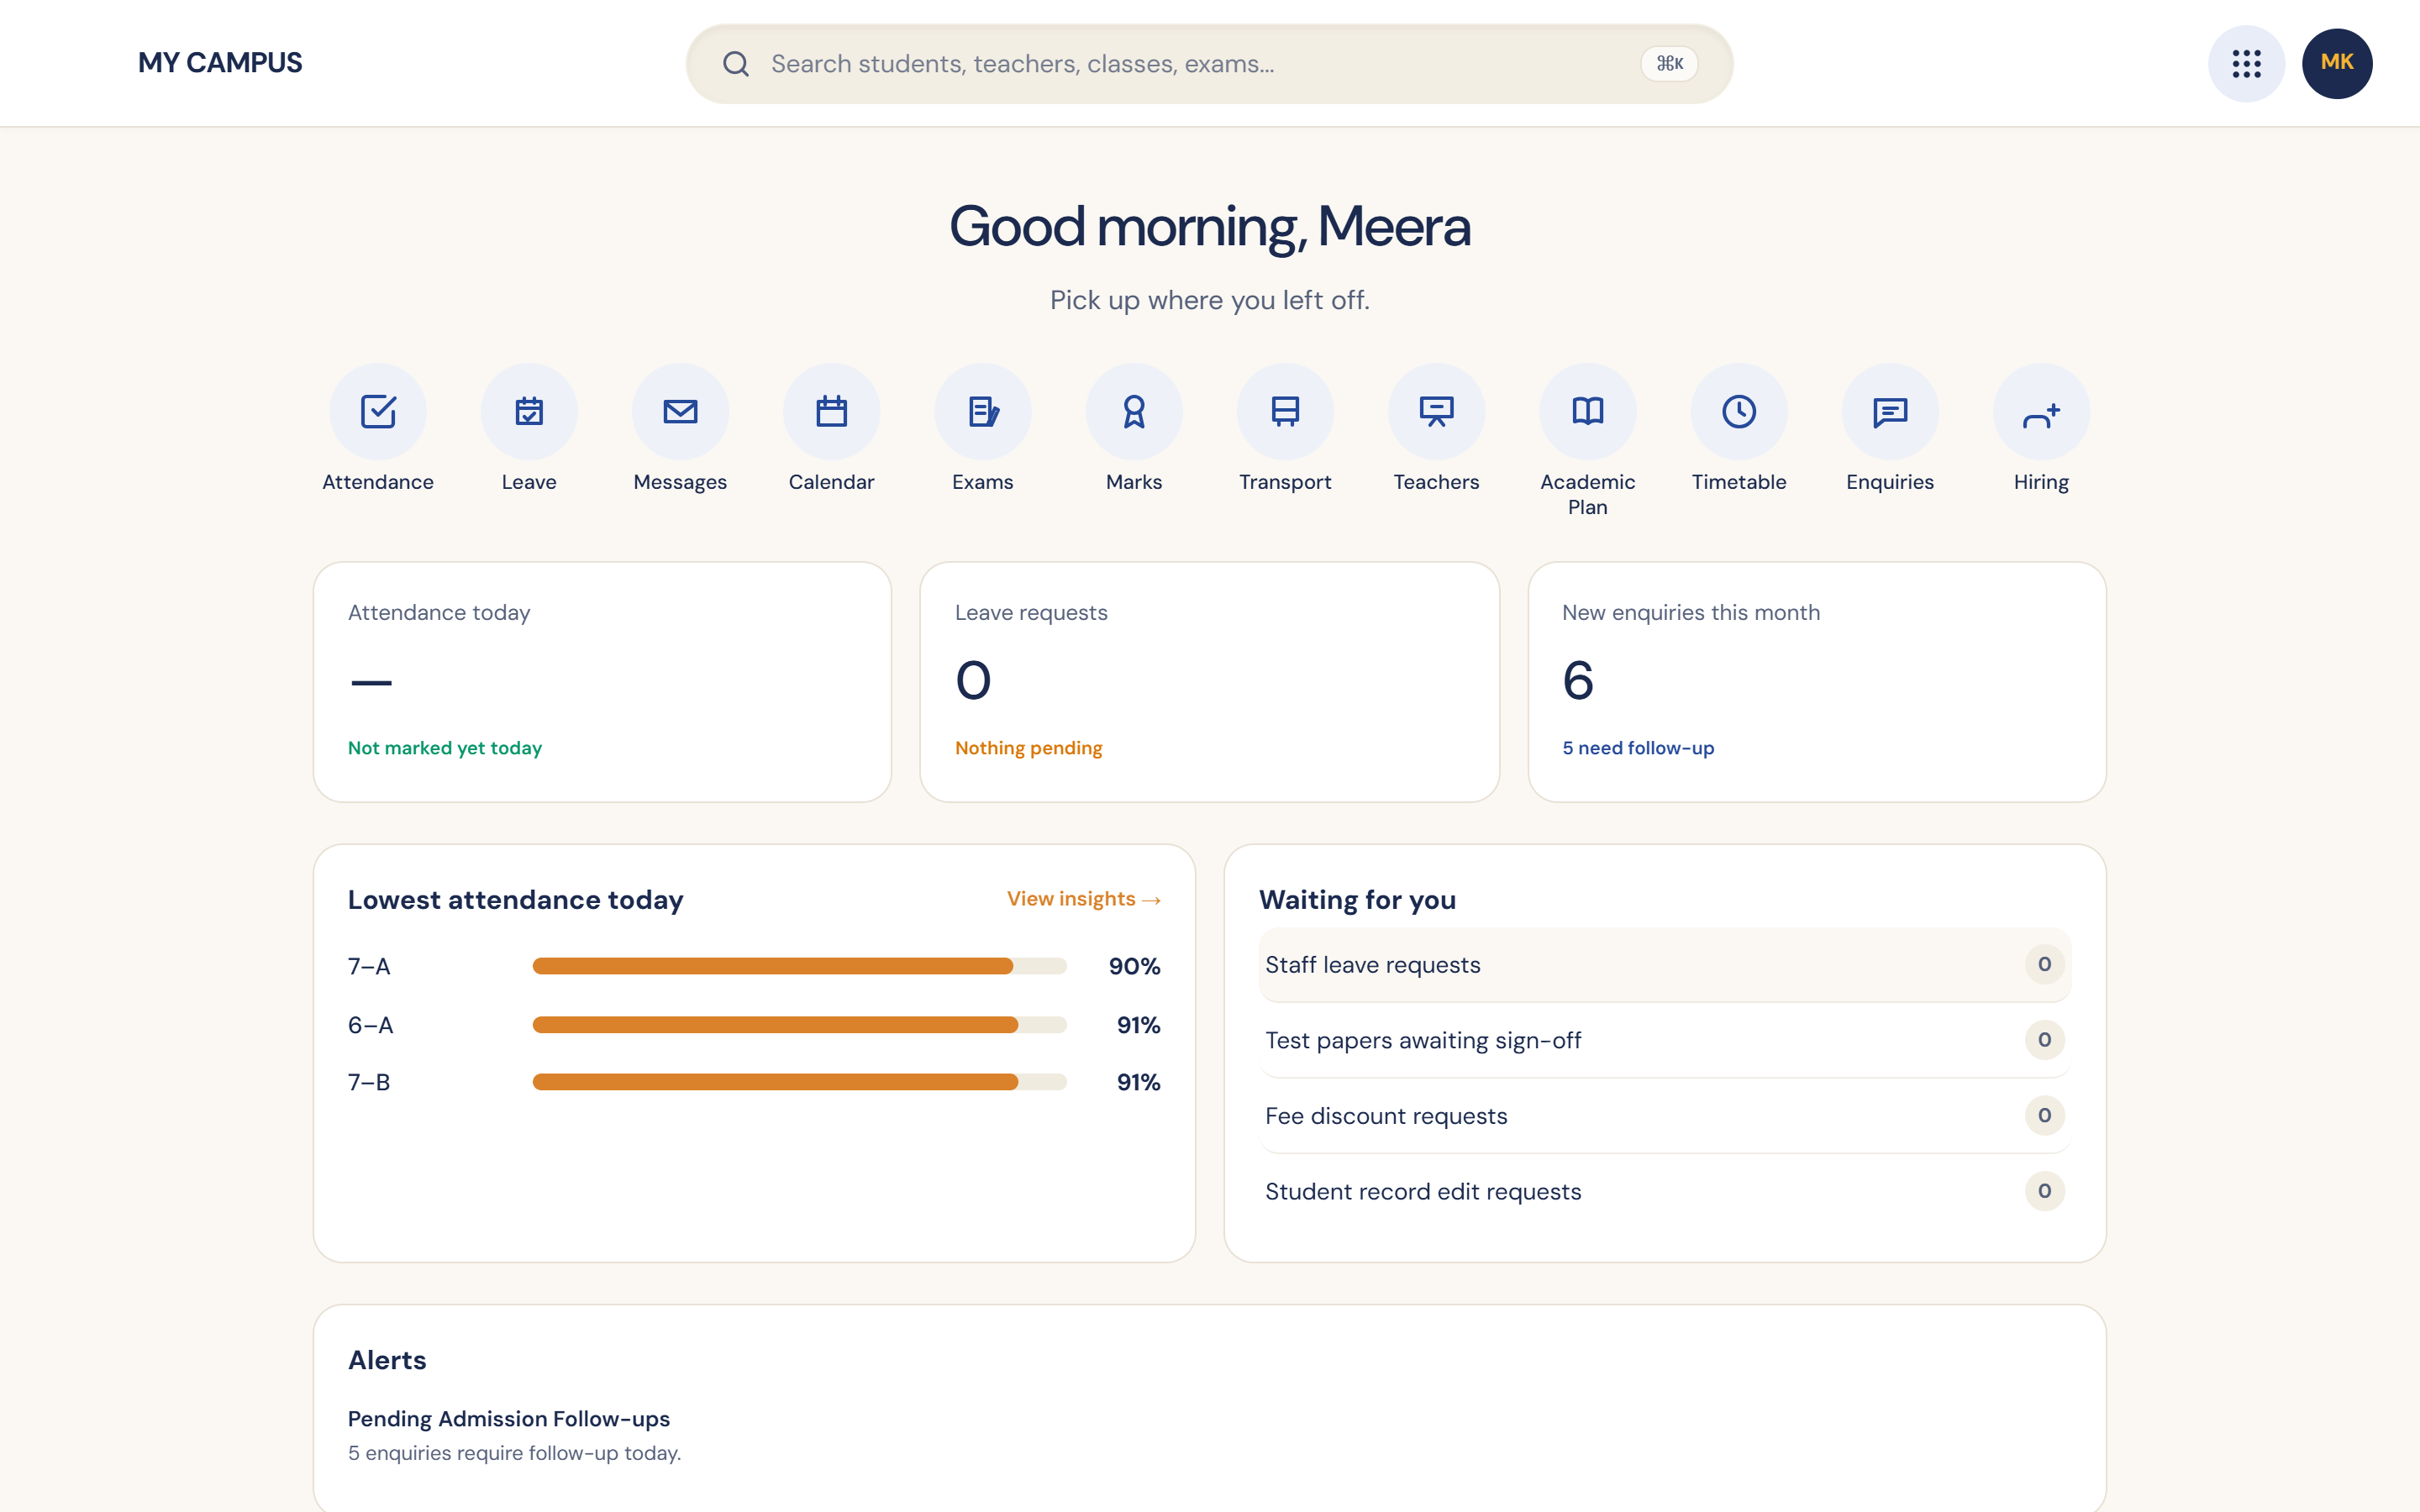 MY CAMPUS
Search students, teachers, classes, exams...
⌘K
MK
Good morning, Meera
Pick up where you left off.
Attendance
Leave
Messages
Calendar
Exams
Marks
Transport
Teachers
Academic
Plan
Timetable
Enquiries
Hiring
Attendance today
—
Not marked yet today
Leave requests
0
Nothing pending
New enquiries this month
6
5 need follow-up
Lowest attendance today
View insights →
7–A 90%
6–A 91%
7–B 91%
Waiting for you
Staff leave requests 0
Test papers awaiting sign-off 0
Fee discount requests 0
Student record edit requests 0
Alerts
Pending Admission Follow-ups
5 enquiries require follow-up today.